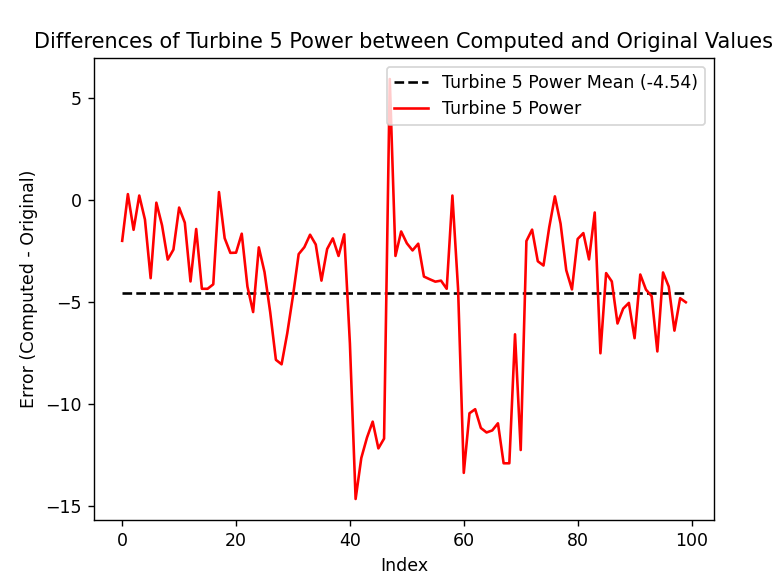 Differences of Turbine 5 Power between Computed and Original Values
Turbine 5 Power Mean (-4.54)
Turbine 5 Power
Error (Computed - Original)
5
0
−5
−10
−15
0 20 40 60 80 100
Index